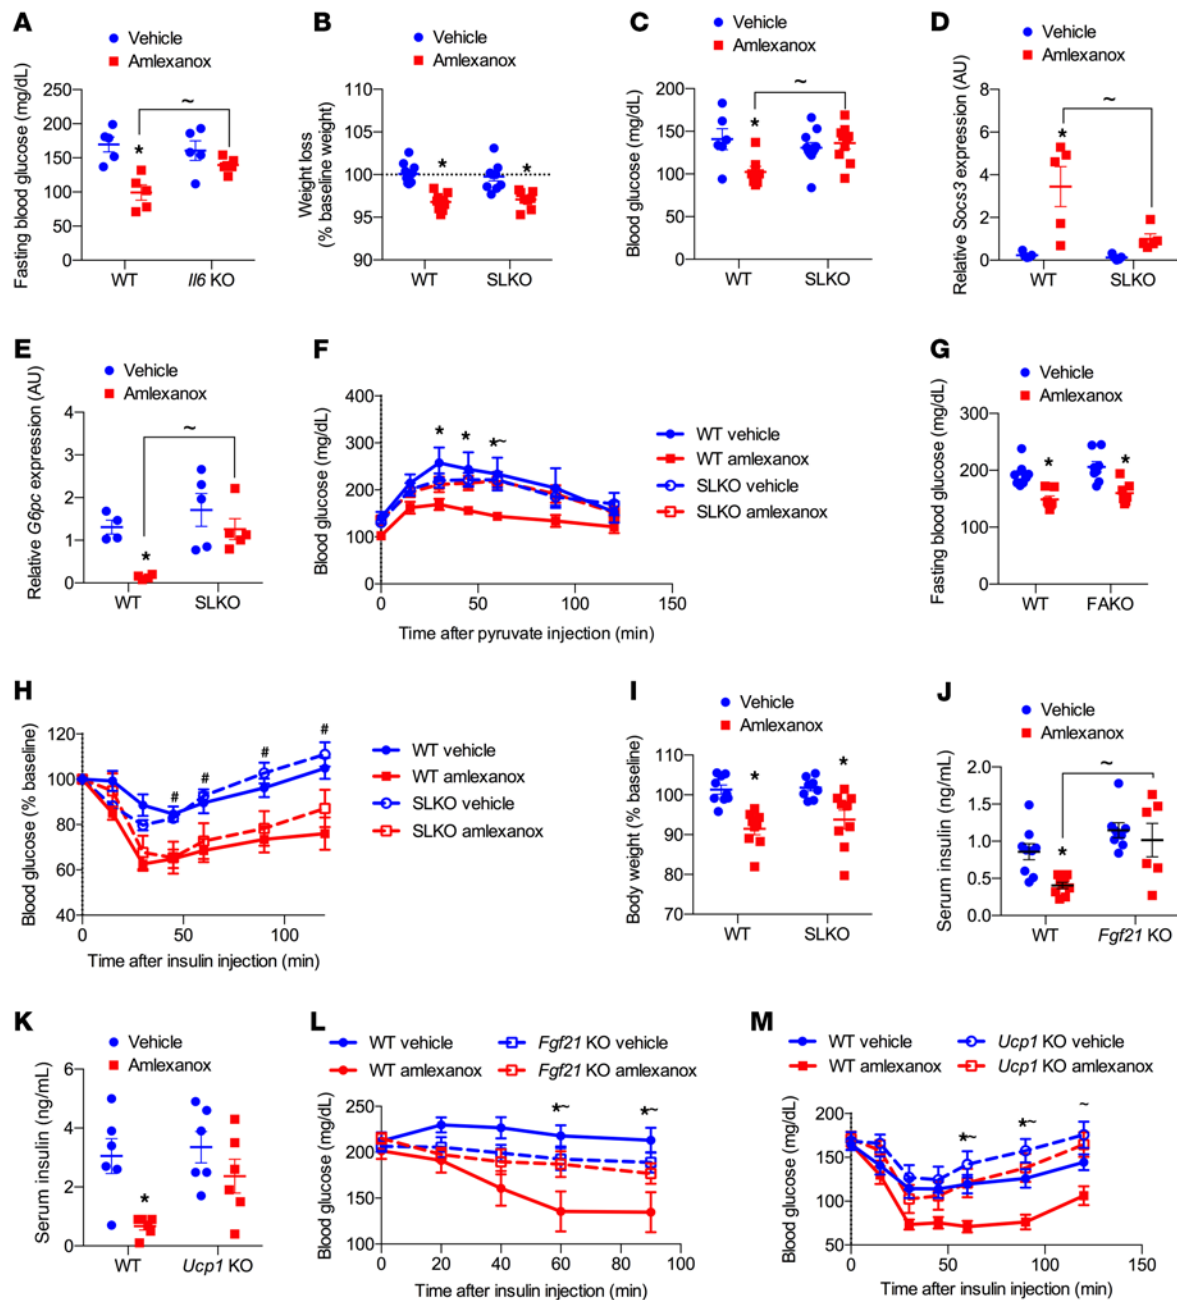 A
Vehicle
Amlexanox
Fasting blood glucose (mg/dL)
250
200
150
100
50
0
~
*
WT
Il6 KO
B
Vehicle
Amlexanox
Weight loss
(% baseline weight)
110
105
100
95
90
*
*
WT
SLKO
C
Vehicle
Amlexanox
Blood glucose (mg/dL)
200
150
100
50
0
~
*
WT
SLKO
D
Vehicle
Amlexanox
Relative Socs3 expression (AU)
8
6
4
2
0
~
*
WT
SLKO
E
Vehicle
Amlexanox
Relative G6pc expression (AU)
4
3
2
1
0
~
*
WT
SLKO
F
Blood glucose (mg/dL)
400
300
200
100
0
* * *~
0 50 100 150
Time after pyruvate injection (min)
WT vehicle
WT amlexanox
SLKO vehicle
SLKO amlexanox
G
Vehicle
Amlexanox
Fasting blood glucose (mg/dL)
300
200
100
0
*
*
WT
FAKO
H
Blood glucose (% baseline)
120
100
80
60
40
# # # #
0 50 100
Time after insulin injection (min)
WT vehicle
WT amlexanox
SLKO vehicle
SLKO amlexanox
I
Vehicle
Amlexanox
Body weight (% baseline)
110
100
90
80
70
*
*
WT
SLKO
J
Vehicle
Amlexanox
Serum insulin (ng/mL)
2.0
1.5
1.0
0.5
0.0
~
*
WT
Fgf21 KO
K
Vehicle
Amlexanox
Serum insulin (ng/mL)
6
4
2
0
*
WT
Ucp1 KO
L
WT vehicle
WT amlexanox
Fgf21 KO vehicle
Fgf21 KO amlexanox
Blood glucose (mg/dL)
250
200
150
100
50
*~ *~
0 20 40 60 80 100
Time after insulin injection (min)
M
WT vehicle
WT amlexanox
Ucp1 KO vehicle
Ucp1 KO amlexanox
Blood glucose (mg/dL)
200
150
100
50
*~ *~ ~
0 50 100 150
Time after insulin injection (min)